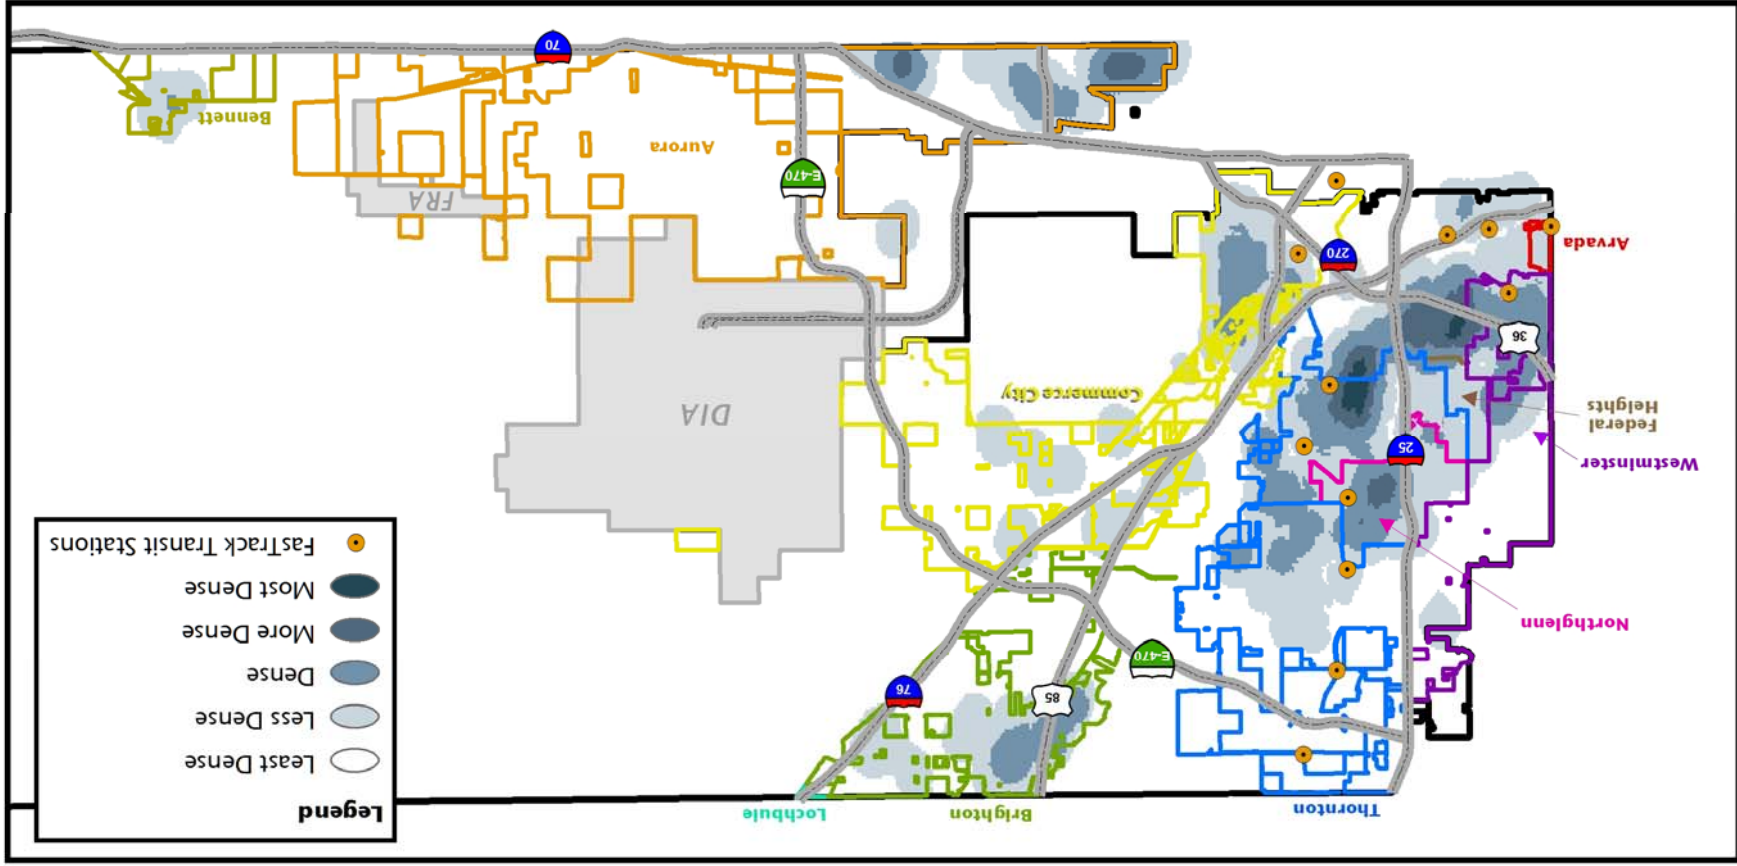 Thornton
Brighton
Lochbuie
Legend
Least Dense
Less Dense
Dense
More Dense
Most Dense
FasTrack Transit Stations
85
76
E-470
Northglenn
Westminster
25
Federal
Heights
DIA
Commerce City
36
270
Arvada
FRA
E-470
Aurora
Bennett
70